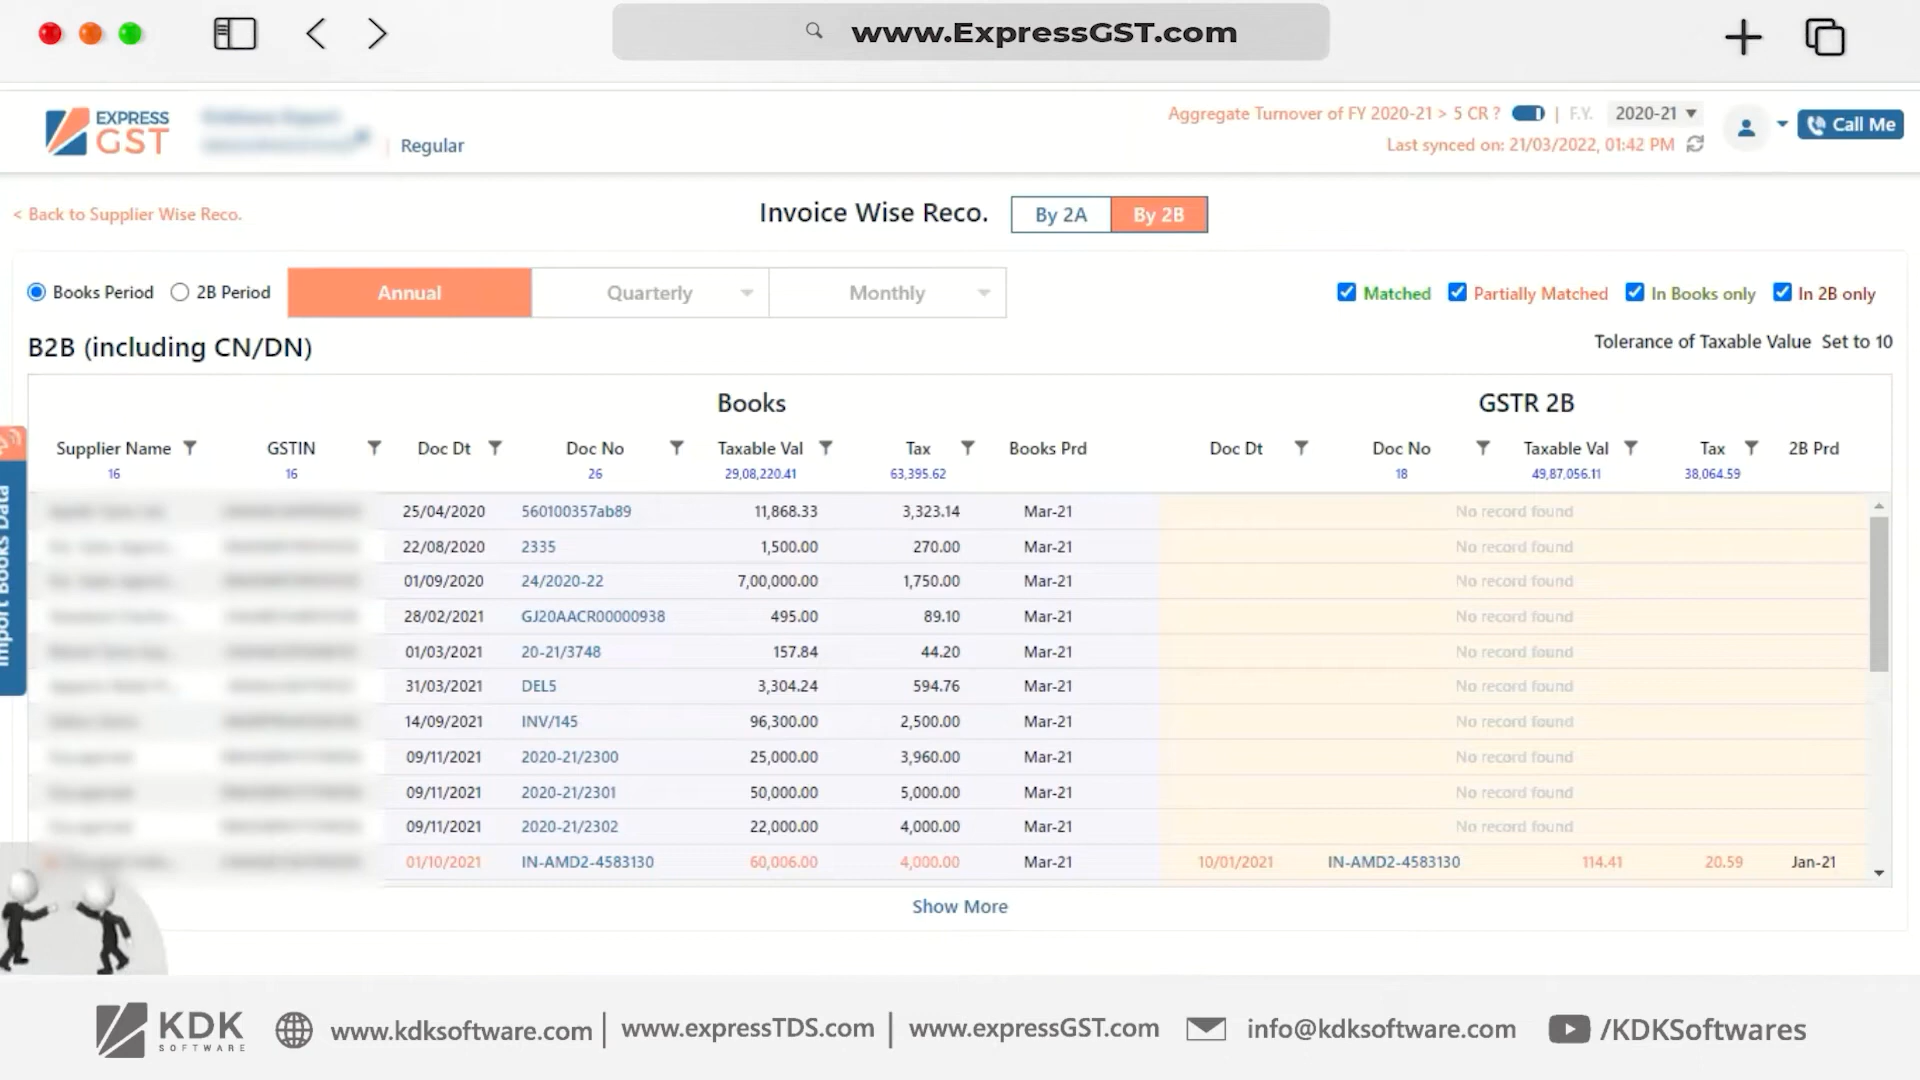 www.ExpressGST.com
EXPRESS
GST
Regular
Aggregate Turnover of FY 2020-21 > 5 CR ? | F.Y. 2020-21
Last synced on: 21/03/2022, 01:42 PM
Call Me
< Back to Supplier Wise Reco.
Invoice Wise Reco. By 2A By 2B
Books Period 2B Period Annual Quarterly Monthly
Matched Partially Matched In Books only In 2B only
B2B (including CN/DN)
Tolerance of Taxable Value Set to 10
Import Books Data
Books GSTR 2B
Supplier Name GSTIN Doc Dt Doc No Taxable Val Tax Books Prd Doc Dt Doc No Taxable Val Tax 2B Prd
16 16 26 29,08,220.41 63,395.62 18 49,87,056.11 38,064.59
25/04/2020 560100357ab89 11,868.33 3,323.14 Mar-21 No record found
22/08/2020 2335 1,500.00 270.00 Mar-21 No record found
01/09/2020 24/2020-22 7,00,000.00 1,750.00 Mar-21 No record found
28/02/2021 GJ20AACR00000938 495.00 89.10 Mar-21 No record found
01/03/2021 20-21/3748 157.84 44.20 Mar-21 No record found
31/03/2021 DEL5 3,304.24 594.76 Mar-21 No record found
14/09/2021 INV/145 96,300.00 2,500.00 Mar-21 No record found
09/11/2021 2020-21/2300 25,000.00 3,960.00 Mar-21 No record found
09/11/2021 2020-21/2301 50,000.00 5,000.00 Mar-21 No record found
09/11/2021 2020-21/2302 22,000.00 4,000.00 Mar-21 No record found
01/10/2021 IN-AMD2-4583130 60,006.00 4,000.00 Mar-21 10/01/2021 IN-AMD2-4583130 114.41 20.59 Jan-21
Show More
KDK
SOFTWARE
www.kdksoftware.com | www.expressTDS.com | www.expressGST.com info@kdksoftware.com /KDKSoftwares